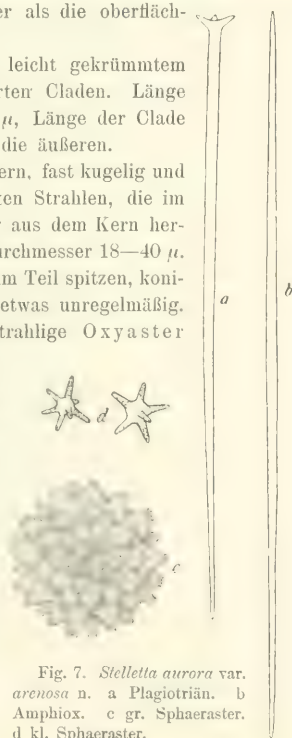 er als die oberfläch-
leicht gekrümmtem
rten Claden. Länge
μ, Länge der Clade
die äußeren.
ern, fast kugelig und
ten Strahlen, die im
aus dem Kern her-
urchmesser 18—40 μ.
m Teil spitzen, koni-
etwas unregelmäßig.
trahlige Oxyaster
a
b
d
c
Fig. 7. Stelletta aurora var.
arenosa n. a Plagiotriän. b
Amphiox. c gr. Sphaeraster.
d kl. Sphaeraster.